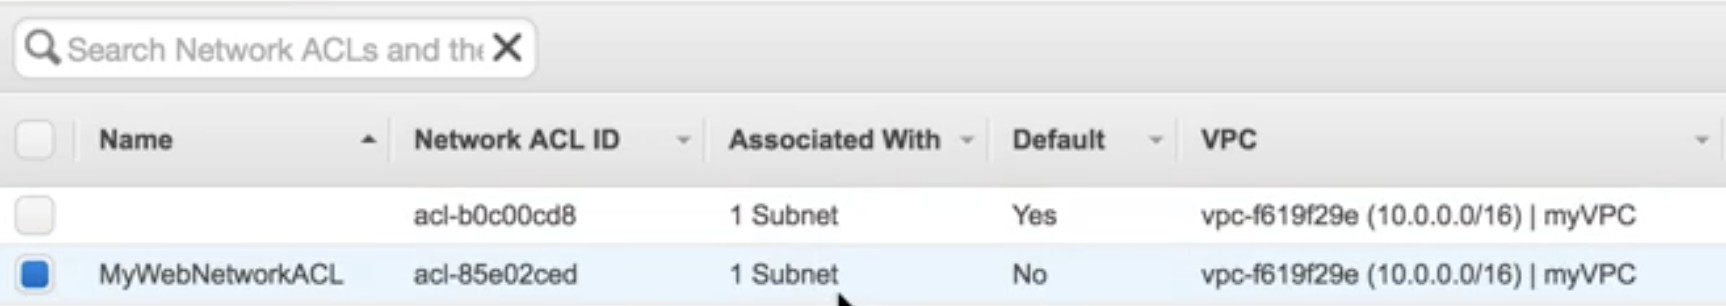 Search Network ACLs and the
Name Network ACL ID Associated With Default VPC
acl-b0c00cd8 1 Subnet Yes vpc-f619f29e (10.0.0.0/16) | myVPC
MyWebNetworkACL acl-85e02ced 1 Subnet No vpc-f619f29e (10.0.0.0/16) | myVPC